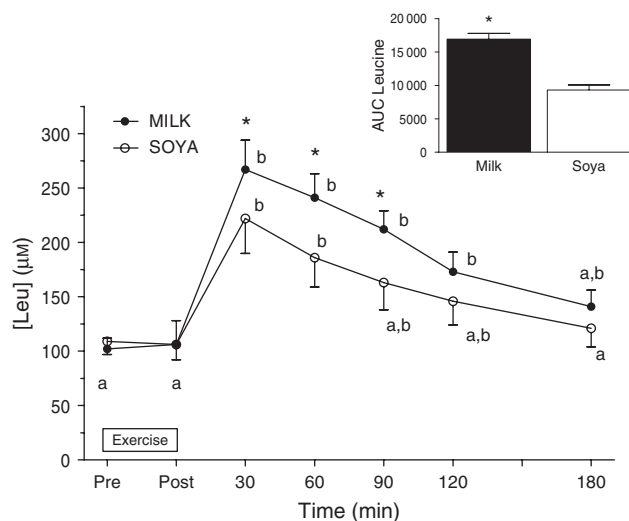 20 000
*
15 000
10 000
5000
0
AUC Leucine
Milk
Soya
MILK
SOYA
300
250
200
150
100
50
0
[Leu] (µM)
*
b
*
b
*
b
b
a,b
b
b
a,b
a,b
a
a
a
Exercise
Pre
Post
30
60
90
120
180
Time (min)